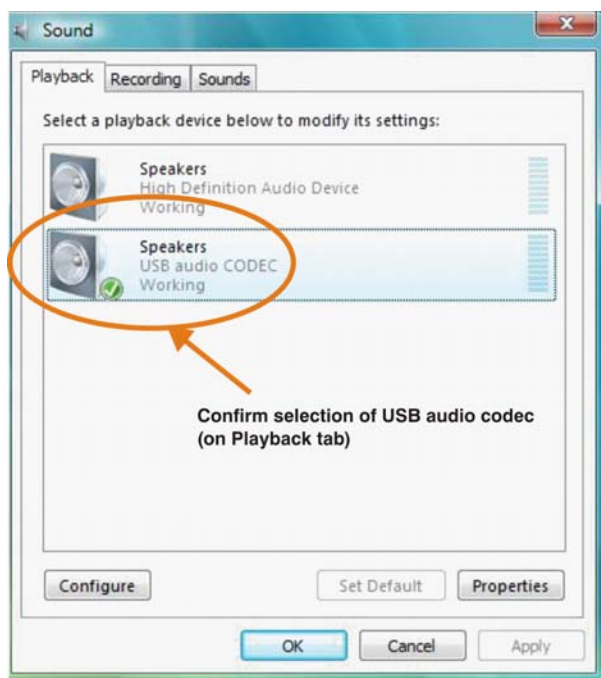 Sound
Playback Recording Sounds
Select a playback device below to modify its settings:
Speakers
High Definition Audio Device
Working
Speakers
USB audio CODEC
Working
Confirm selection of USB audio codec
(on Playback tab)
Configure Set Default Properties
OK Cancel Apply